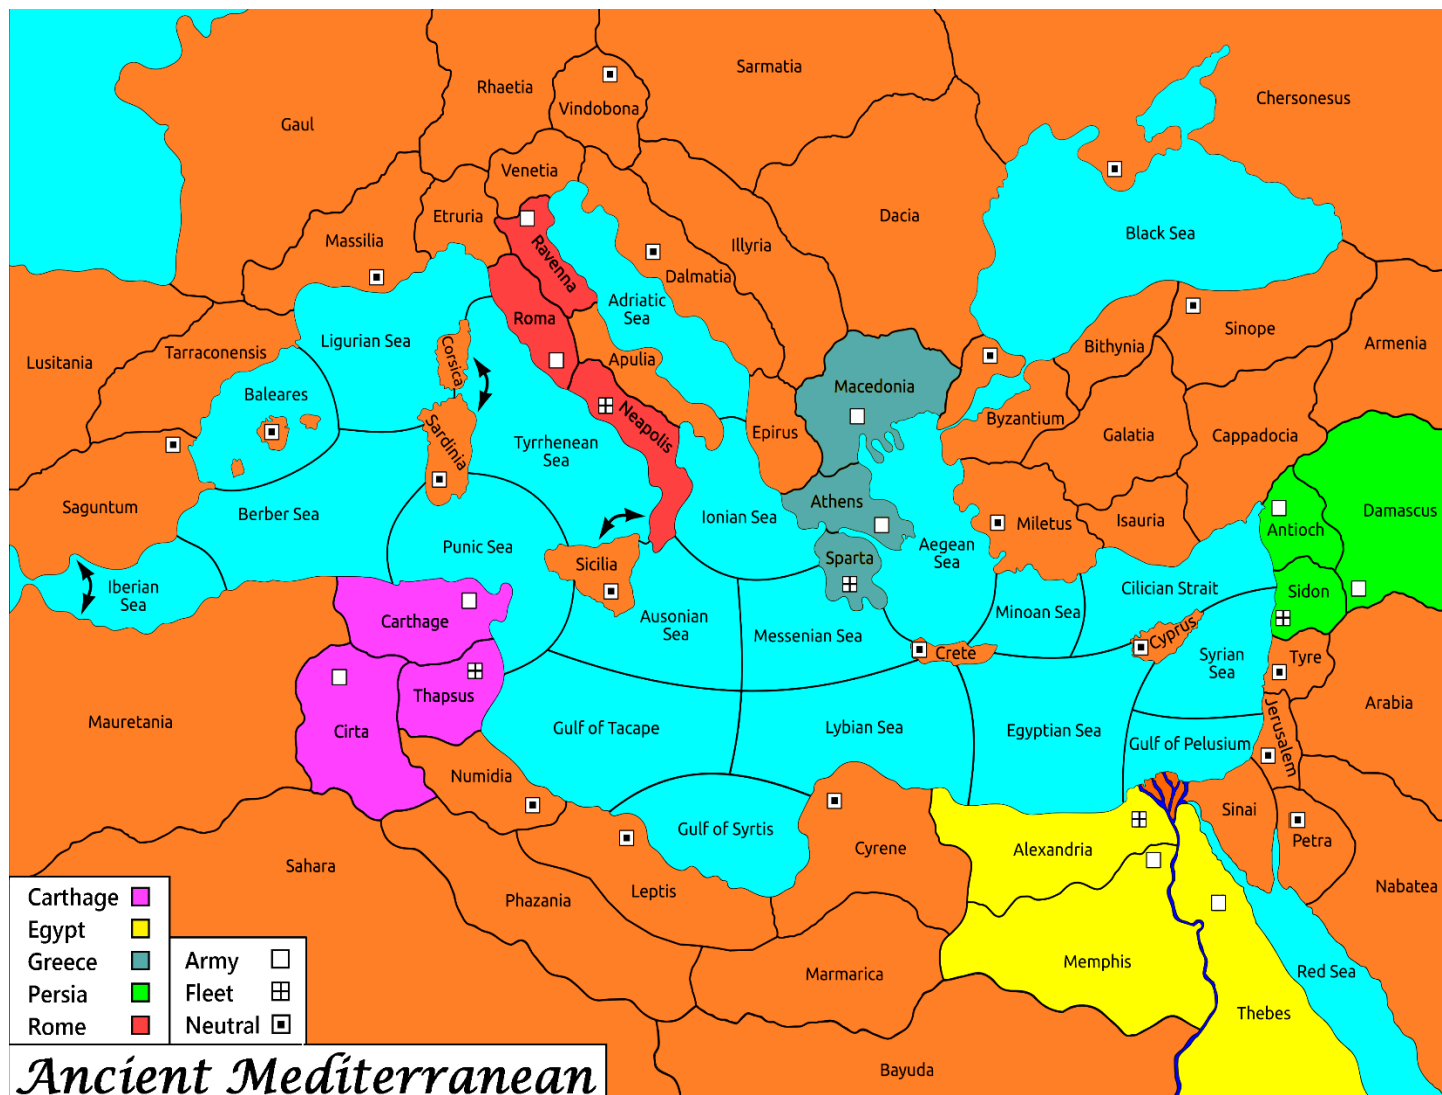 Sarmatia
Rhaetia
Vindobona
Chersonesus
Gaul
Venetia
Etruria
Dacia
Black Sea
Massilia
Illyria
Ravenna
Dalmatia
Adriatic
Sea
Roma
Sinope
Ligurian Sea
Bithynia
Armenia
Tarraconensis
Lusitania
Corsica
Apulia
Macedonia
Baleares
Byzantium
Neapolis
Epirus
Galatia
Cappadocia
Sardinia
Tyrrhenean
Sea
Saguntum
Berber Sea
Athens
Damascus
Ionian Sea
Miletus
Isauria
Antioch
Punic Sea
Aegean
Sea
Sparta
Sicilia
Iberian
Sea
Cilician Strait
Sidon
Minoan Sea
Carthage
Ausonian
Sea
Messenian Sea
Cyprus
Crete
Syrian
Sea
Tyre
Thapsus
Arabia
Mauretania
Cirta
Gulf of Tacape
Lybian Sea
Egyptian Sea
Gulf of Pelusium
Jerusalem
Numidia
Sinai
Gulf of Syrtis
Petra
Cyrene
Alexandria
Sahara
Leptis
Phazania
Nabatea
Memphis
Marmarica
Red Sea
Thebes
Bayuda
Carthage
Egypt
Greece
Persia
Rome
Army
Fleet
Neutral
Ancient Mediterranean